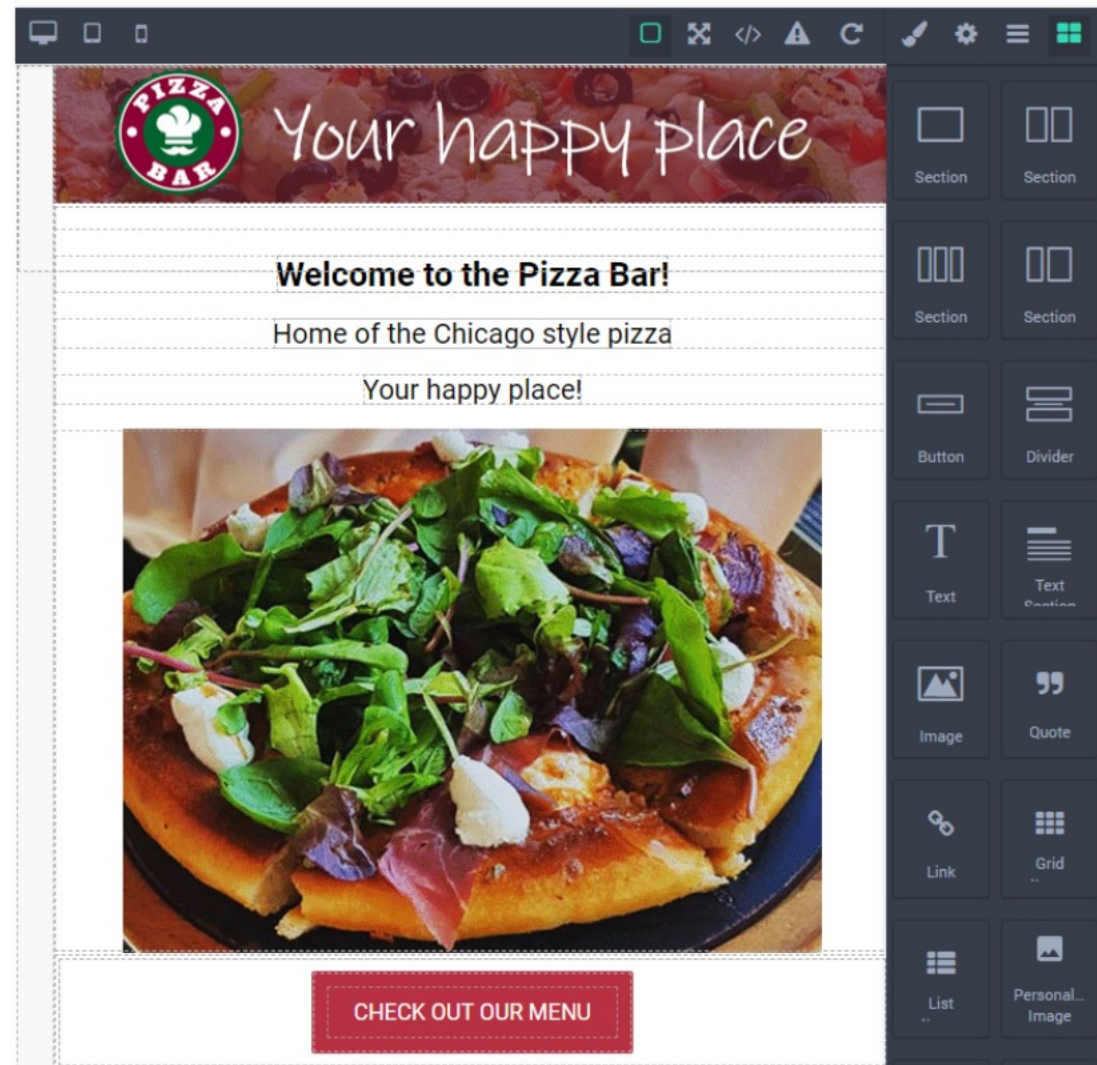 PIZZA
BAR
Your happy place
Welcome to the Pizza Bar!
Home of the Chicago style pizza
Your happy place!
CHECK OUT OUR MENU
Section
Section
Section
Section
Button
Divider
Text
Text
Section
Image
Quote
Link
Grid
List
Personal...
Image